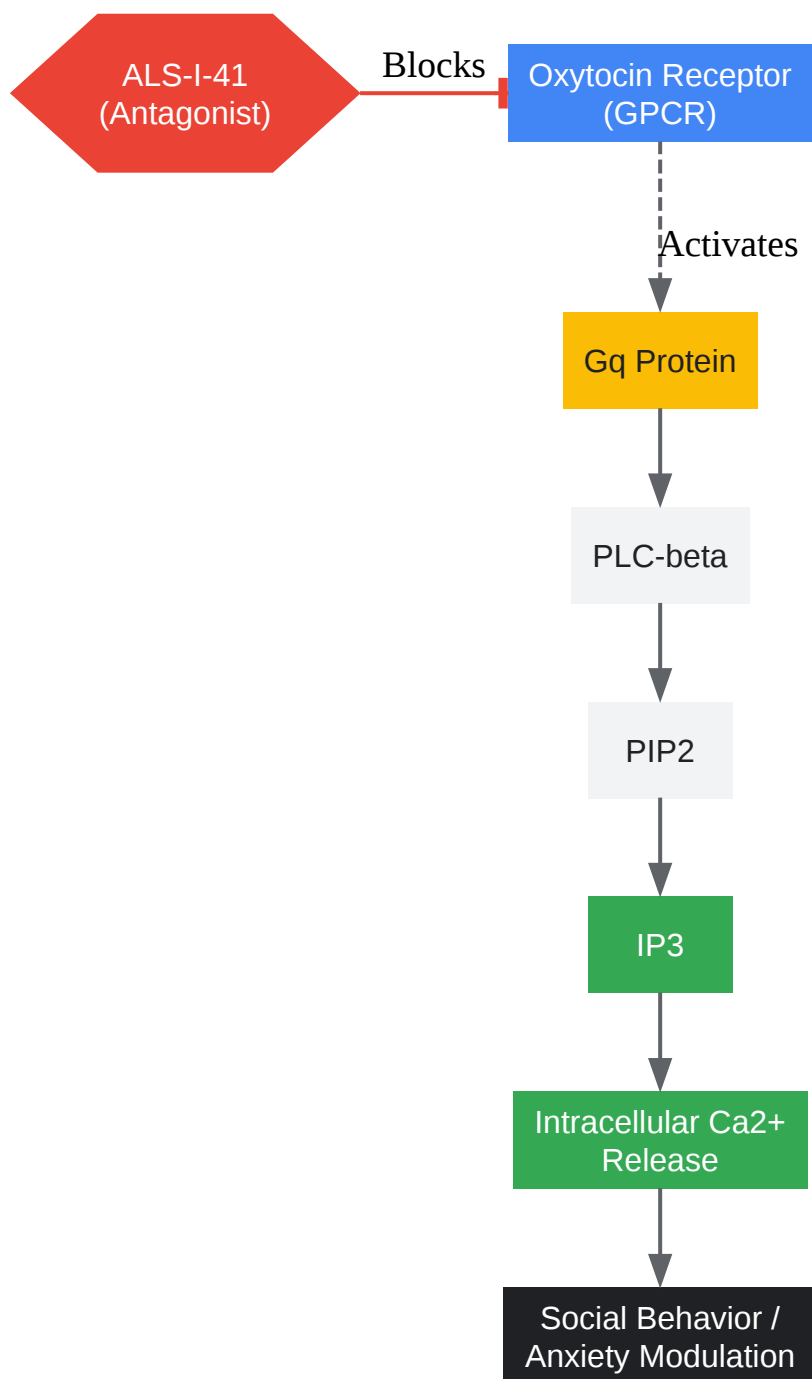 ALS-I-41
(Antagonist)
Blocks
Oxytocin Receptor
(GPCR)
Activates
Gq Protein
PLC-beta
PIP2
IP3
Intracellular Ca2+
Release
Social Behavior /
Anxiety Modulation